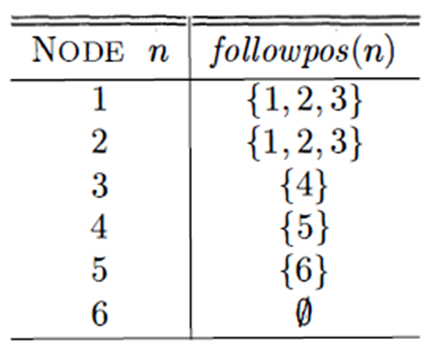 NODE n followpos(n)
1 {1, 2, 3}
2 {1, 2, 3}
3 {4}
4 {5}
5 {6}
6 ∅